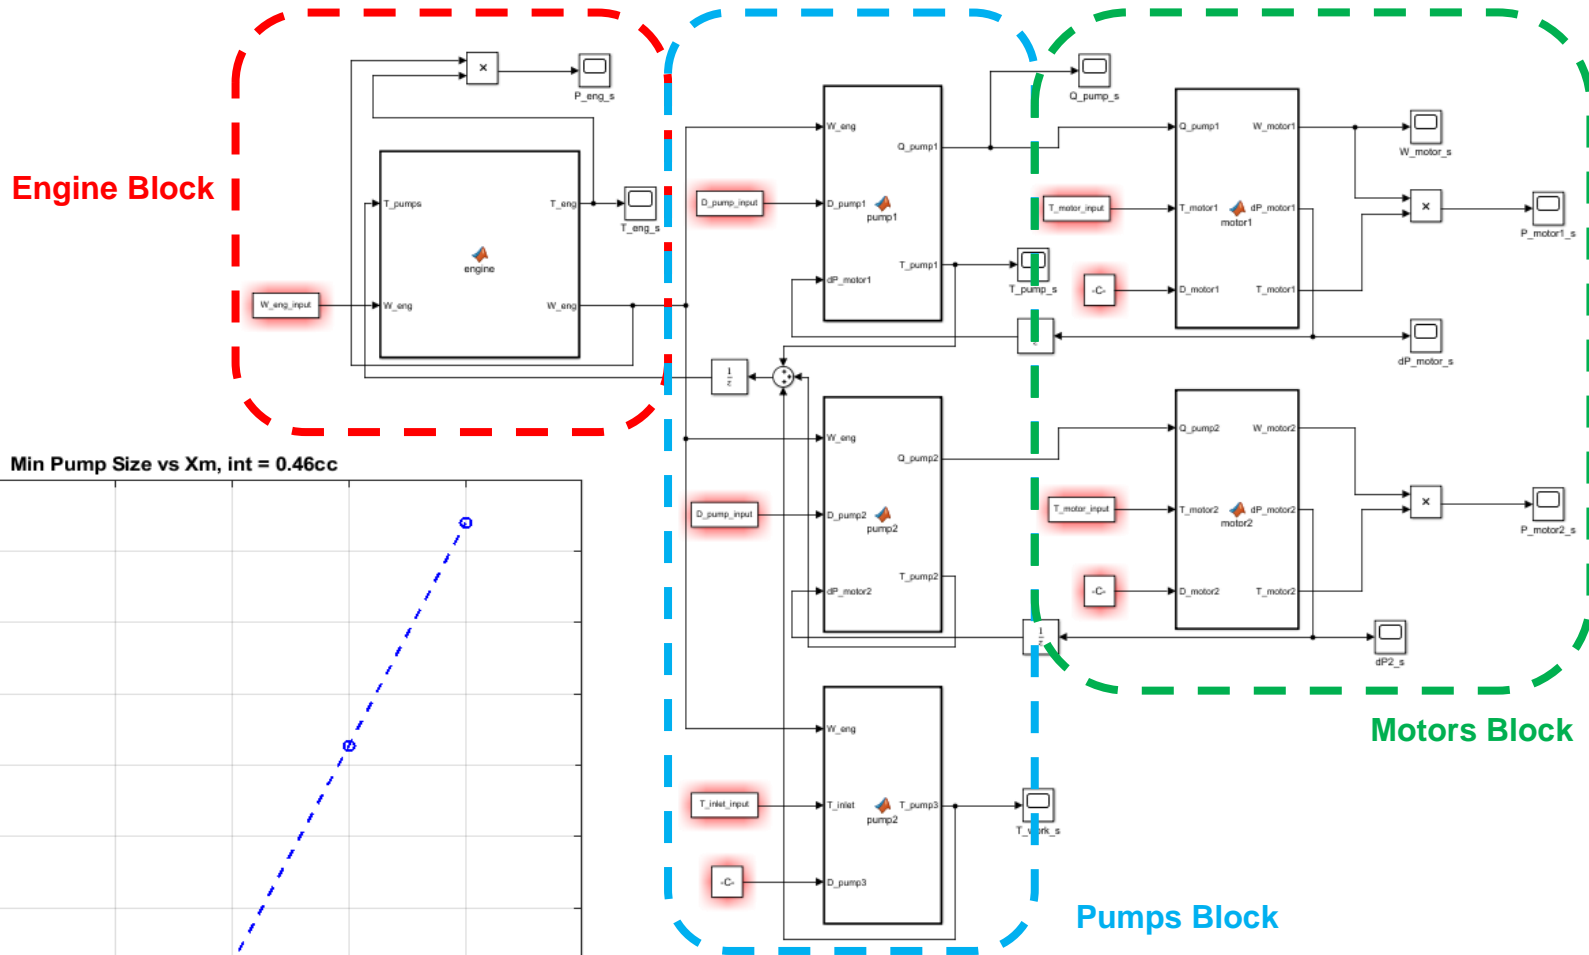 Engine Block
×
P_eng_s
T_pumps
T_eng
T_eng_s
engine
W_eng_input
W_eng
W_eng
1
z
Min Pump Size vs Xm, int = 0.46cc
W_eng
Q_pump1
D_pump_input
D_pump1
pump1
T_pump1
dP_motor1
Q_pump_s
T_pump_s
W_eng
Q_pump2
D_pump_input
D_pump2
pump2
T_pump2
dP_motor2
1
z
W_eng
T_inlet_input
T_inlet
T_pump3
pump2
-C-
D_pump3
Pumps Block
Q_pump1
W_motor1
W_motor_s
T_motor_input
T_motor1
dP_motor1
motor1
×
P_motor1_s
-C-
D_motor1
T_motor1
dP_motor_s
Q_pump2
W_motor2
T_motor_input
T_motor2
dP_motor2
motor2
×
P_motor2_s
-C-
D_motor2
T_motor2
dP2_s
Motors Block